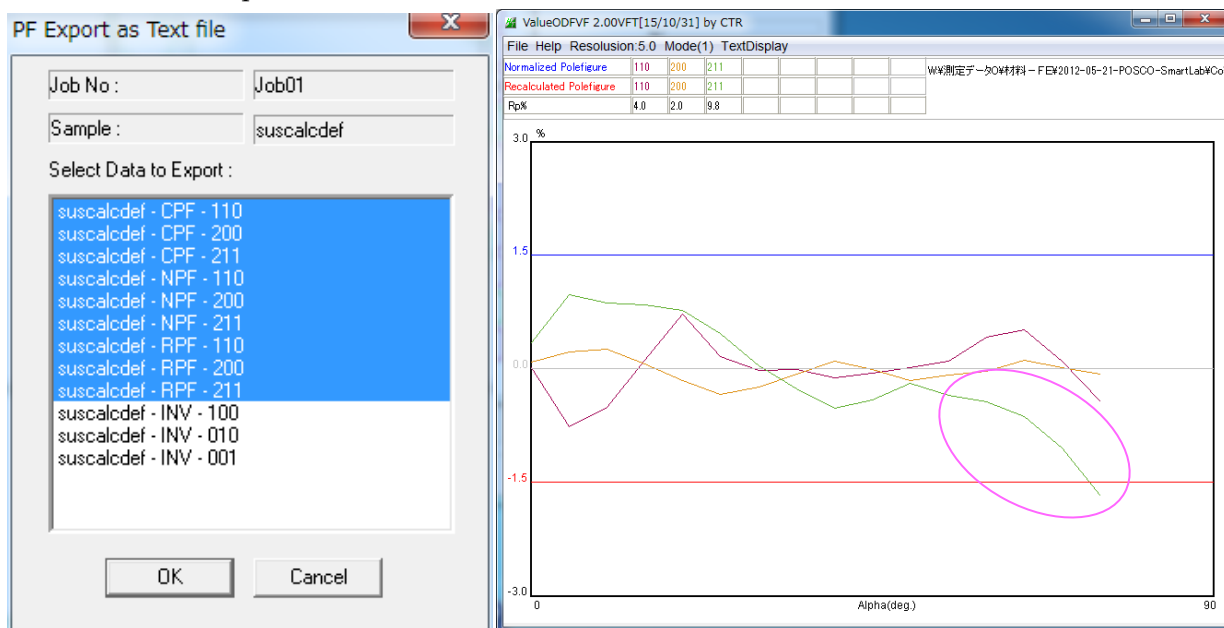 PF Export as Text file
Job No :
Job01
Sample :
suscalcdef
Select Data to Export :
suscalcdef - CPF - 110
suscalcdef - CPF - 200
suscalcdef - CPF - 211
suscalcdef - NPF - 110
suscalcdef - NPF - 200
suscalcdef - NPF - 211
suscalcdef - RPF - 110
suscalcdef - RPF - 200
suscalcdef - RPF - 211
suscalcdef - INV - 100
suscalcdef - INV - 010
suscalcdef - INV - 001
OK
Cancel
ValueODFVF 2.00VFT[15/10/31] by CTR
File Help Resolusion:5.0 Mode(1) TextDisplay
Normalized Polefigure 110 200 211
Recalculated Polefigure 110 200 211
Rp% 4.0 2.0 9.8
W¥測定データO¥材料-FE¥2012-05-21-POSCO-SmartLab¥Co
3.0 %
1.5
0.0
-1.5
-3.0
0 Alpha(deg.) 90